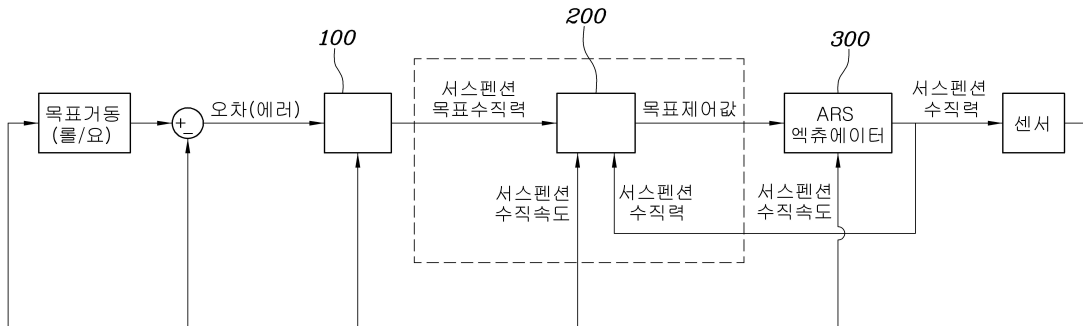 100
200
300
목표거동
(롤/요)
+
−
오차(에러)
서스펜션
목표수직력
목표제어값
ARS
엑츄에이터
서스펜션
수직력
센서
서스펜션
수직속도
서스펜션
수직력
서스펜션
수직속도